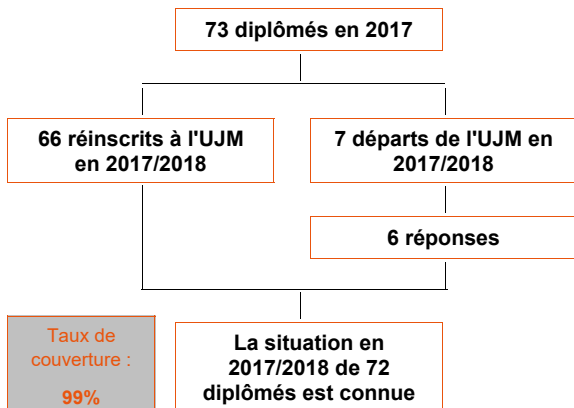 73 diplômés en 2017
66 réinscrits à l'UJM
en 2017/2018
7 départs de l'UJM en
2017/2018
6 réponses
Taux de
couverture :
99%
La situation en
2017/2018 de 72
diplômés est connue